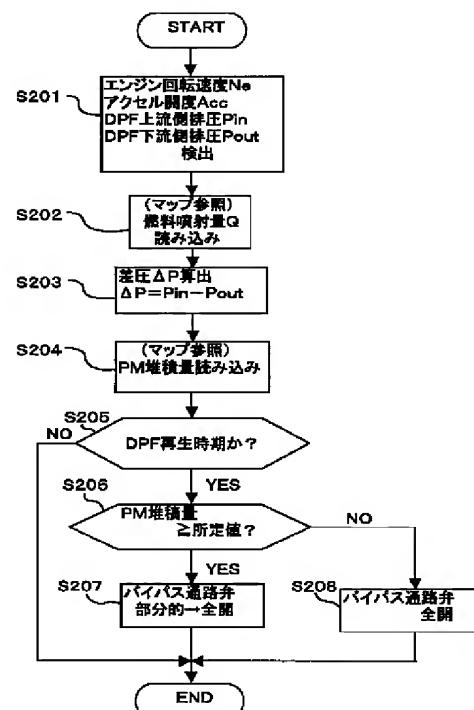 START
S201
エンジン回転速度Ne
アクセル開度Acc
DPF上流側排圧Pin
DPF下流側排圧Pout
検出
S202
(マップ参照)
燃料噴射量Q
読み込み
S203
差圧ΔP算出
ΔP=Pin-Pout
S204
(マップ参照)
PM堆積量読み込み
S205
NO
DPF再生時期か?
YES
S206
PM堆積量
≧所定値?
NO
YES
S207
バイパス通路弁
部分的→全開
S208
バイパス通路弁
全開
END